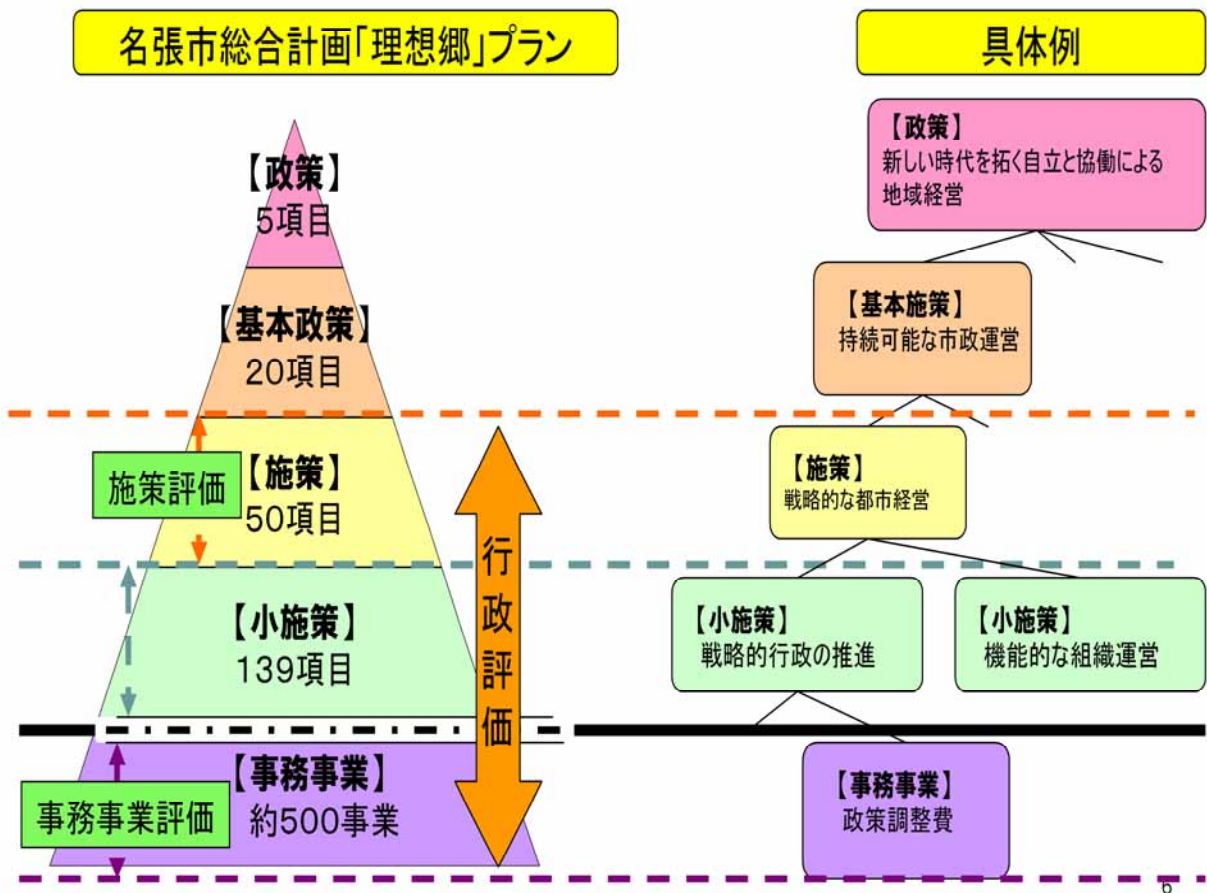 名張市総合計画「理想郷」プラン
【政策】
5項目
【基本政策】
20項目
施策評価
【施策】
50項目
【小施策】
139項目
行政評価
事務事業評価
【事務事業】
約500事業
具体例
【政策】
新しい時代を拓く自立と協働による
地域経営
【基本施策】
持続可能な市政運営
【施策】
戦略的な都市経営
【小施策】
戦略的行政の推進
【小施策】
機能的な組織運営
【事務事業】
政策調整費
6